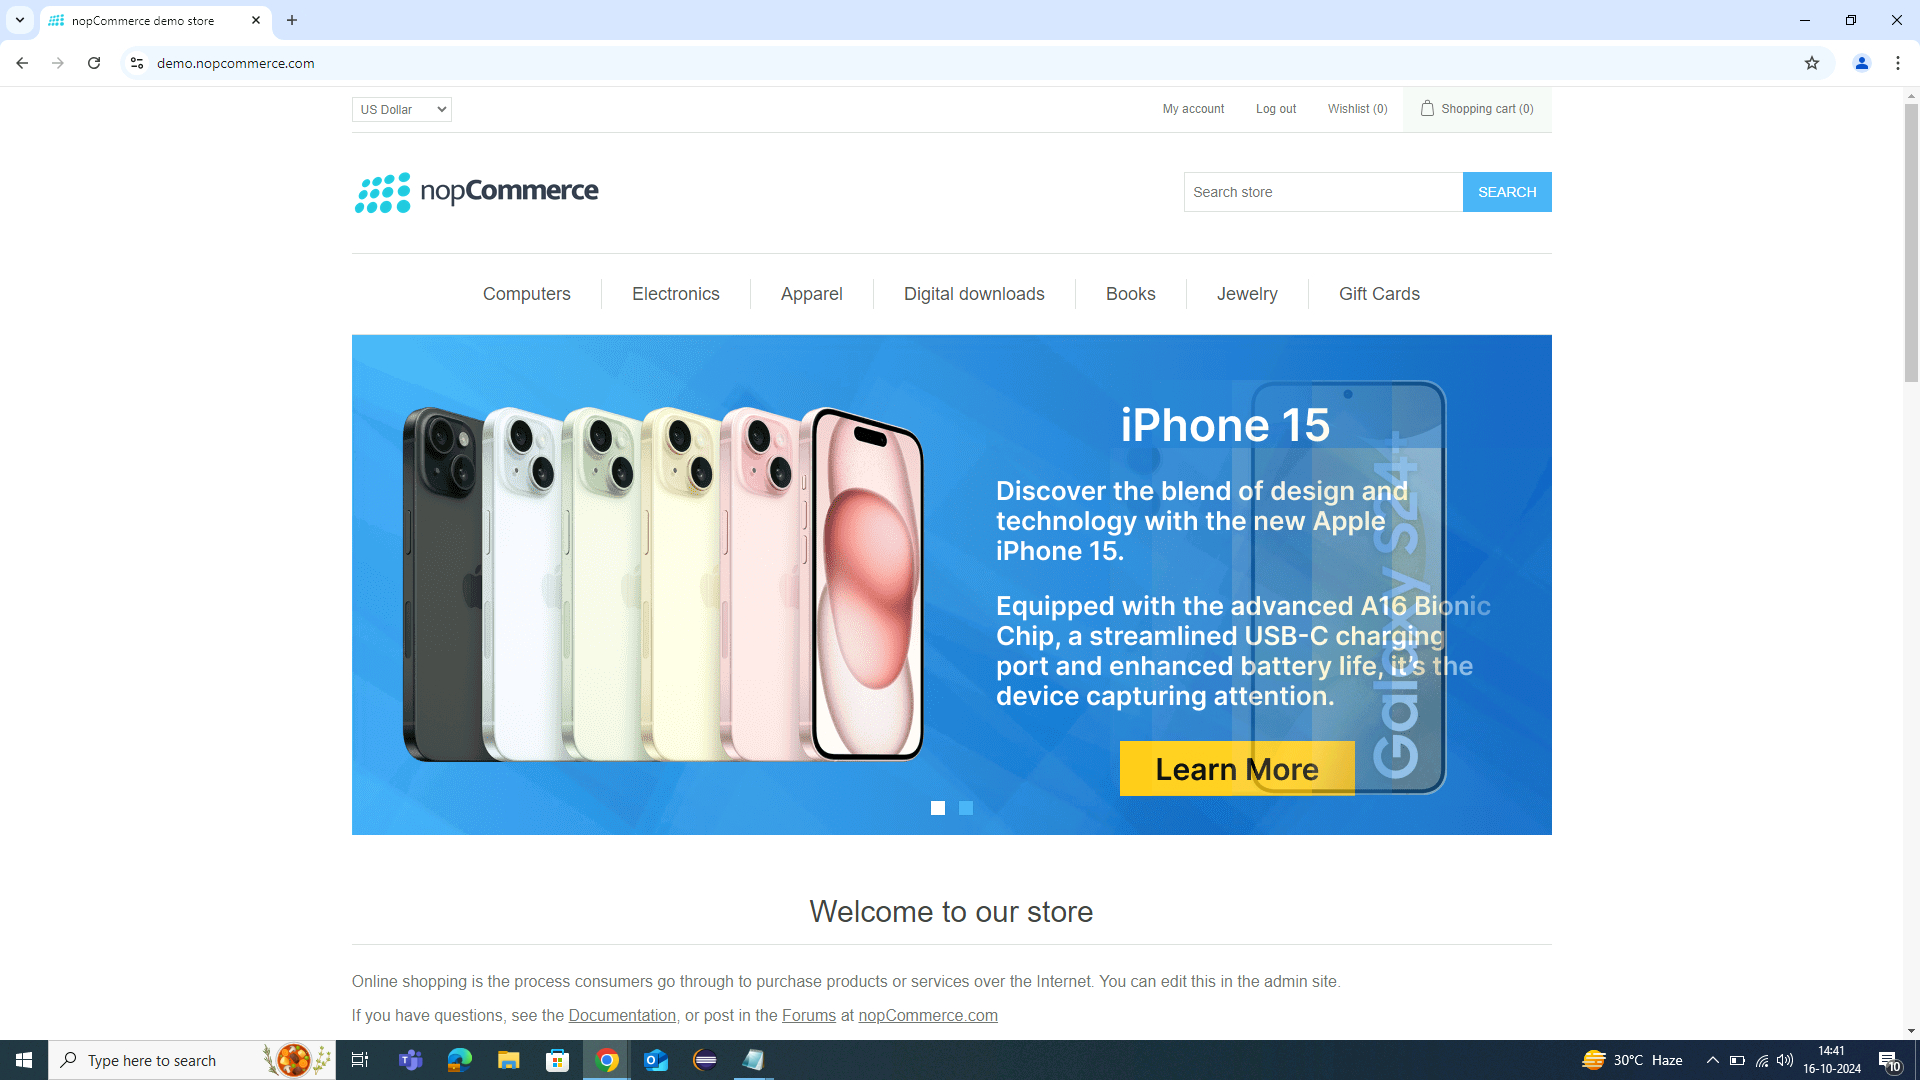 nopCommerce demo store
demo.nopcommerce.com
US Dollar
My account
Log out
Wishlist (0)
Shopping cart (0)
nopCommerce
Search store
SEARCH
Computers
Electronics
Apparel
Digital downloads
Books
Jewelry
Gift Cards
iPhone 15
Discover the blend of design and
technology with the new Apple
iPhone 15.
Equipped with the advanced A16 Bionic
Chip, a streamlined USB-C charging
port and enhanced battery life, it's the
device capturing attention.
Learn More
Galaxy S24+
Welcome to our store
Online shopping is the process consumers go through to purchase products or services over the Internet. You can edit this in the admin site.
If you have questions, see the Documentation, or post in the Forums at nopCommerce.com
Type here to search
30°C Haze
14:41
16-10-2024
10